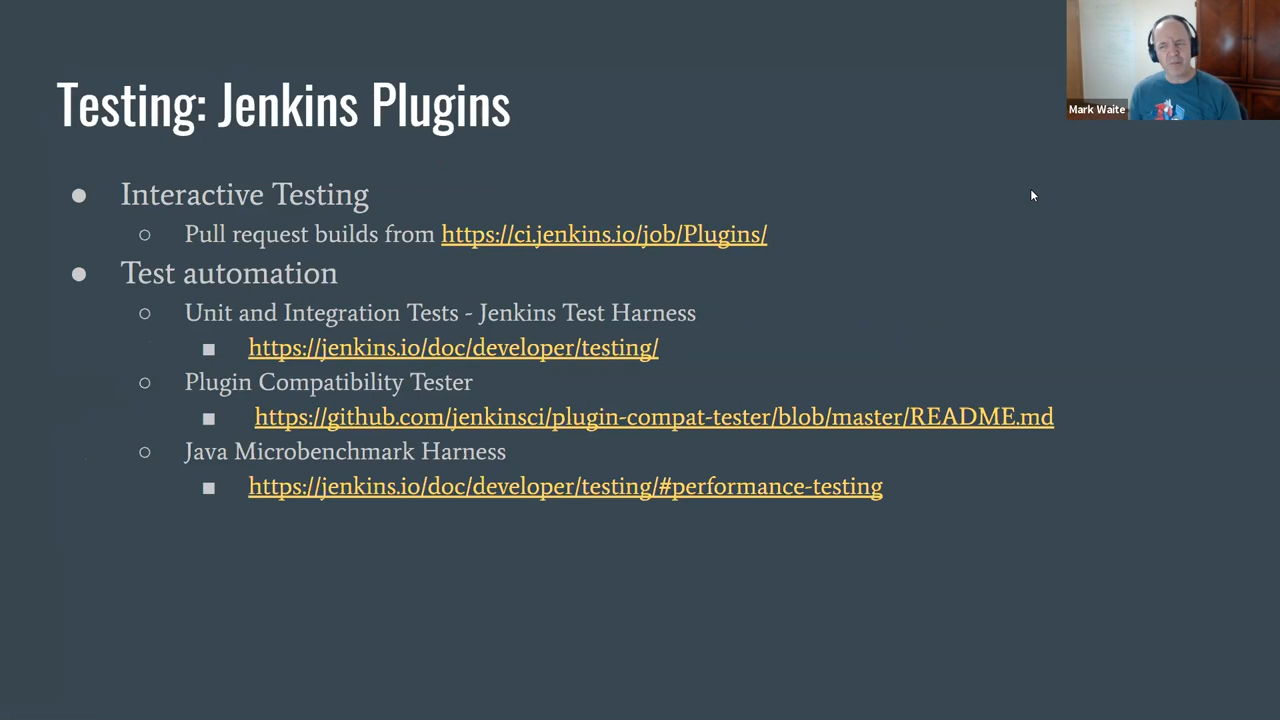 Testing: Jenkins Plugins
Mark Waite
● Interactive Testing
○ Pull request builds from https://ci.jenkins.io/job/Plugins/
● Test automation
○ Unit and Integration Tests - Jenkins Test Harness
■ https://jenkins.io/doc/developer/testing/
○ Plugin Compatibility Tester
■ https://github.com/jenkinsci/plugin-compat-tester/blob/master/README.md
○ Java Microbenchmark Harness
■ https://jenkins.io/doc/developer/testing/#performance-testing